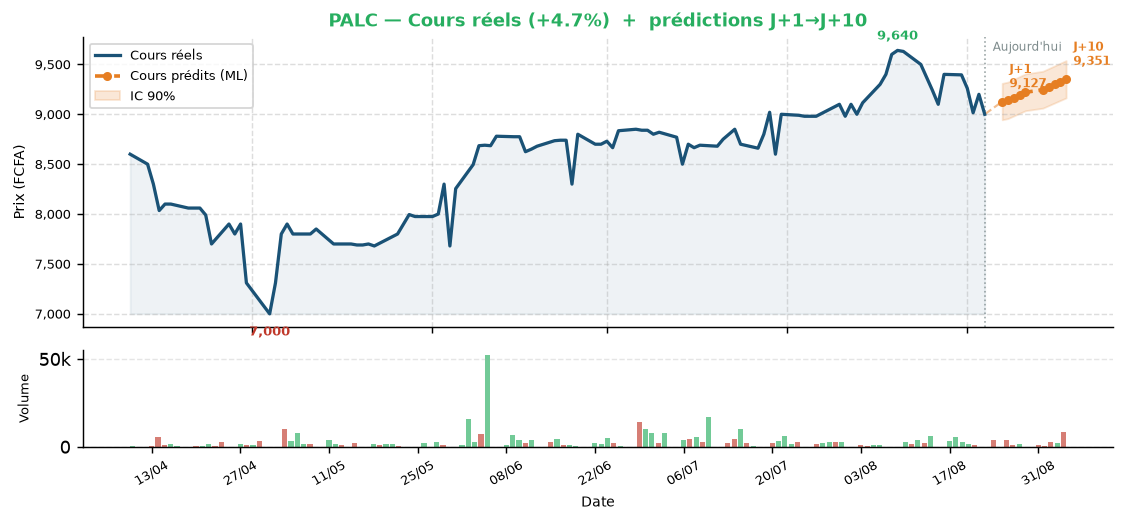 PALC — Cours réels (+4.7%)  +  prédictions J+1→J+10
9,640
Aujourd'hui
J+10
9,351
J+1
9,127
Cours réels
Cours prédits (ML)
IC 90%
Prix (FCFA)
9,500
9,000
8,500
8,000
7,500
7,000
7,000
Volume
50k
0
13/04
27/04
11/05
25/05
08/06
22/06
06/07
20/07
03/08
17/08
31/08
Date